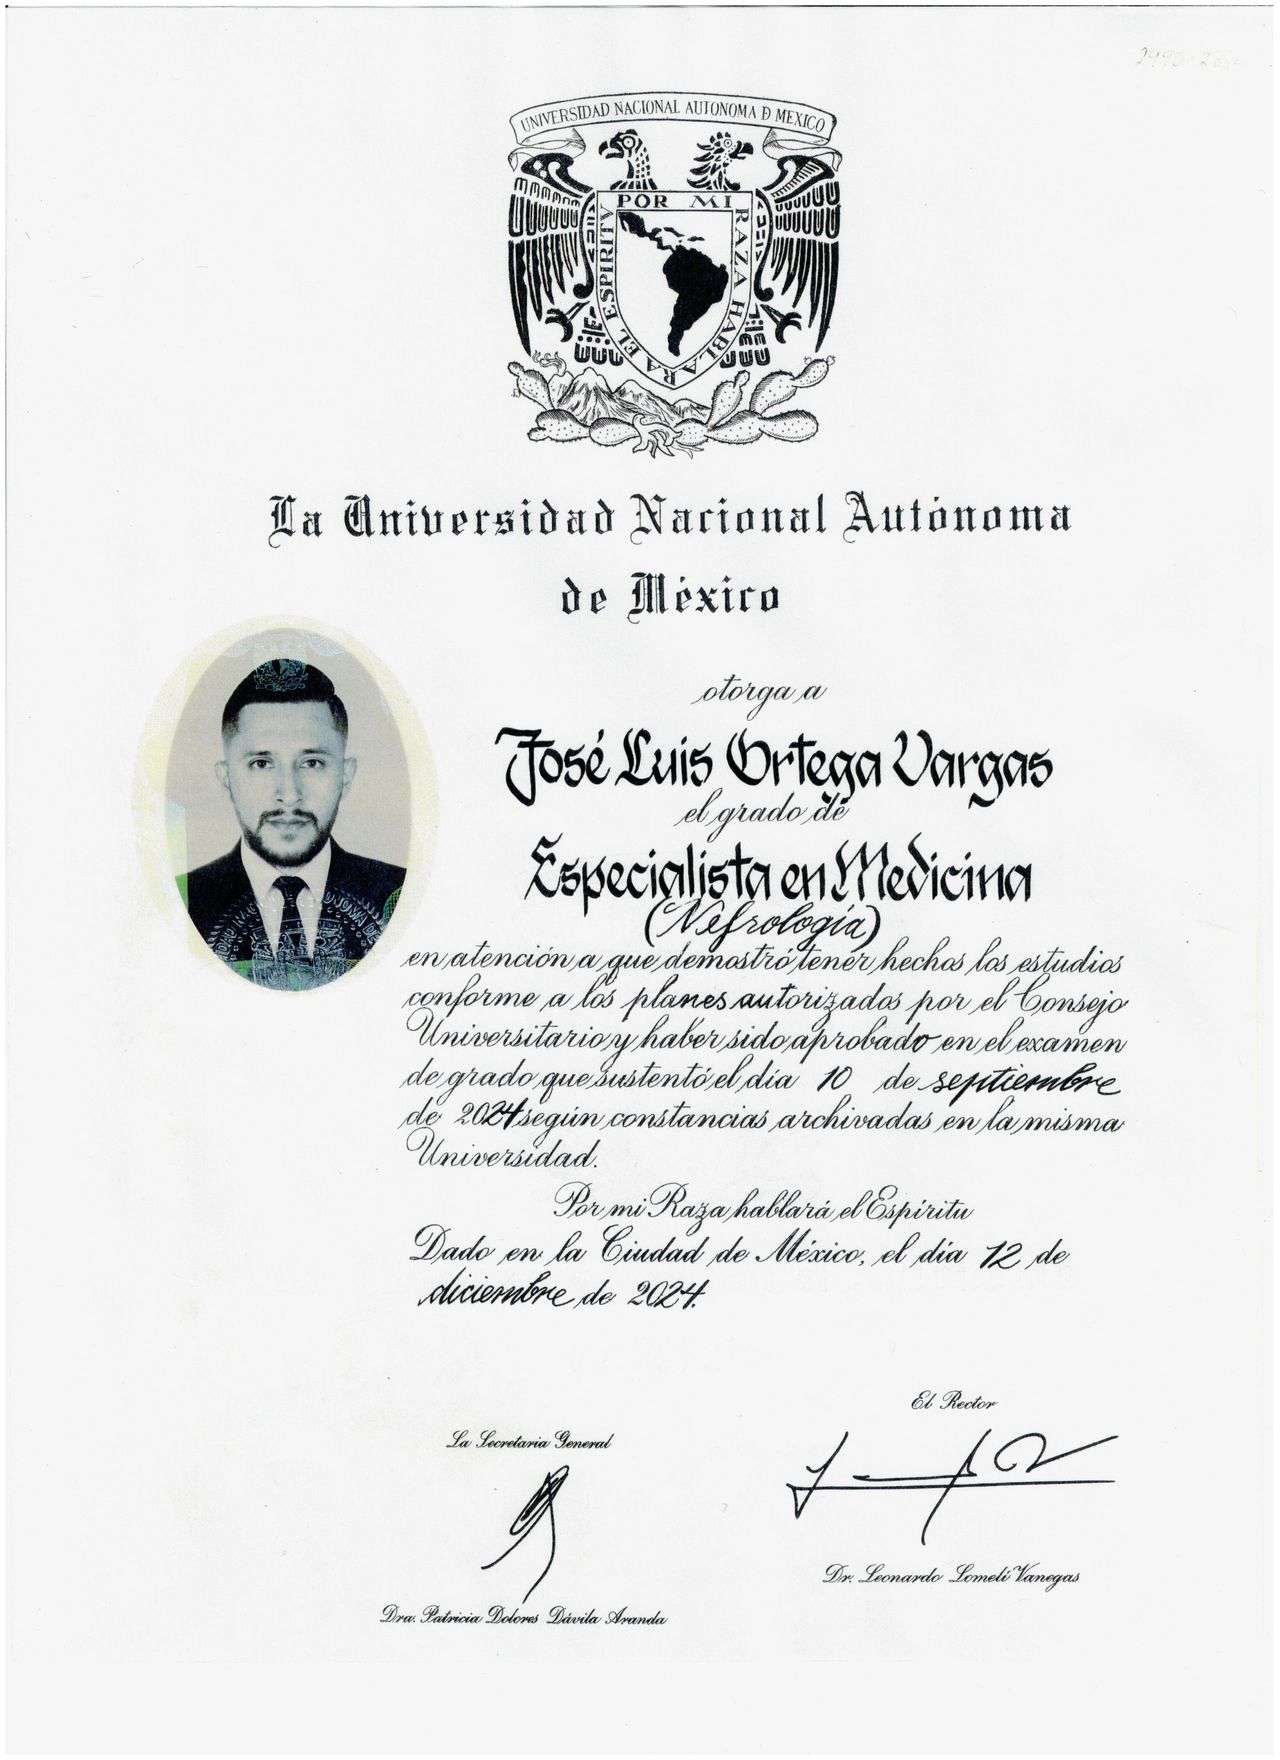 UNIVERSIDAD NACIONAL AUTONOMA D MEXICO
POR MI RAZA HABLARA EL ESPIRITV
La Universidad Nacional Autónoma
de México
otorga a
José Luis Ortega Vargas
el grado de
Especialista en Medicina
(Nefrología)
en atención a que demostró tener hechos los estudios
conforme a los planes autorizados por el Consejo
Universitario y haber sido aprobado en el examen
de grado que sustentó el día 10 de septiembre
de 2024 según constancias archivadas en la misma
Universidad.
Por mi Raza hablará el Espíritu
Dado en la Ciudad de México, el día 12 de
diciembre de 2024.
El Rector
La Secretaria General
Dr. Leonardo Lomelí Vanegas
Dra. Patricia Dolores Dávila Aranda